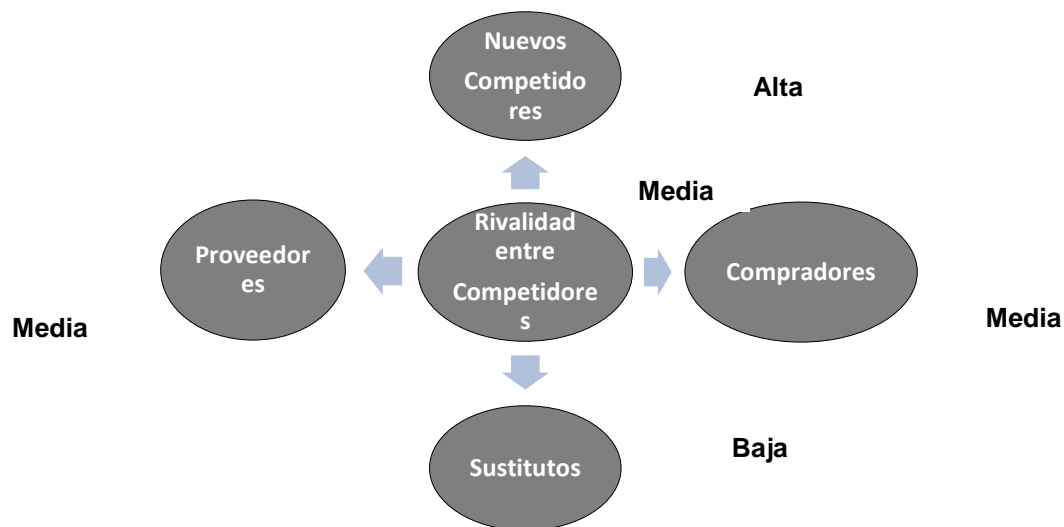 Nuevos
Competido
res
Alta
Media
Rivalidad
entre
Competidore
s
Proveedor
es
Compradores
Media
Media
Sustitutos
Baja